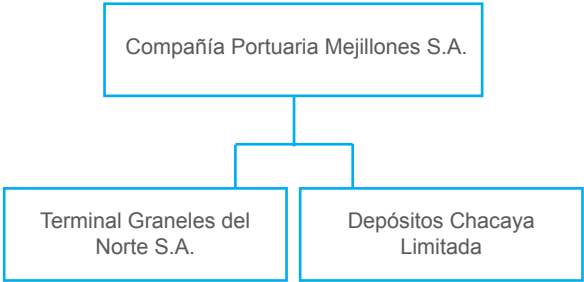 Compañía Portuaria Mejillones S.A.
Terminal Graneles del
Norte S.A.
Depósitos Chacaya
Limitada